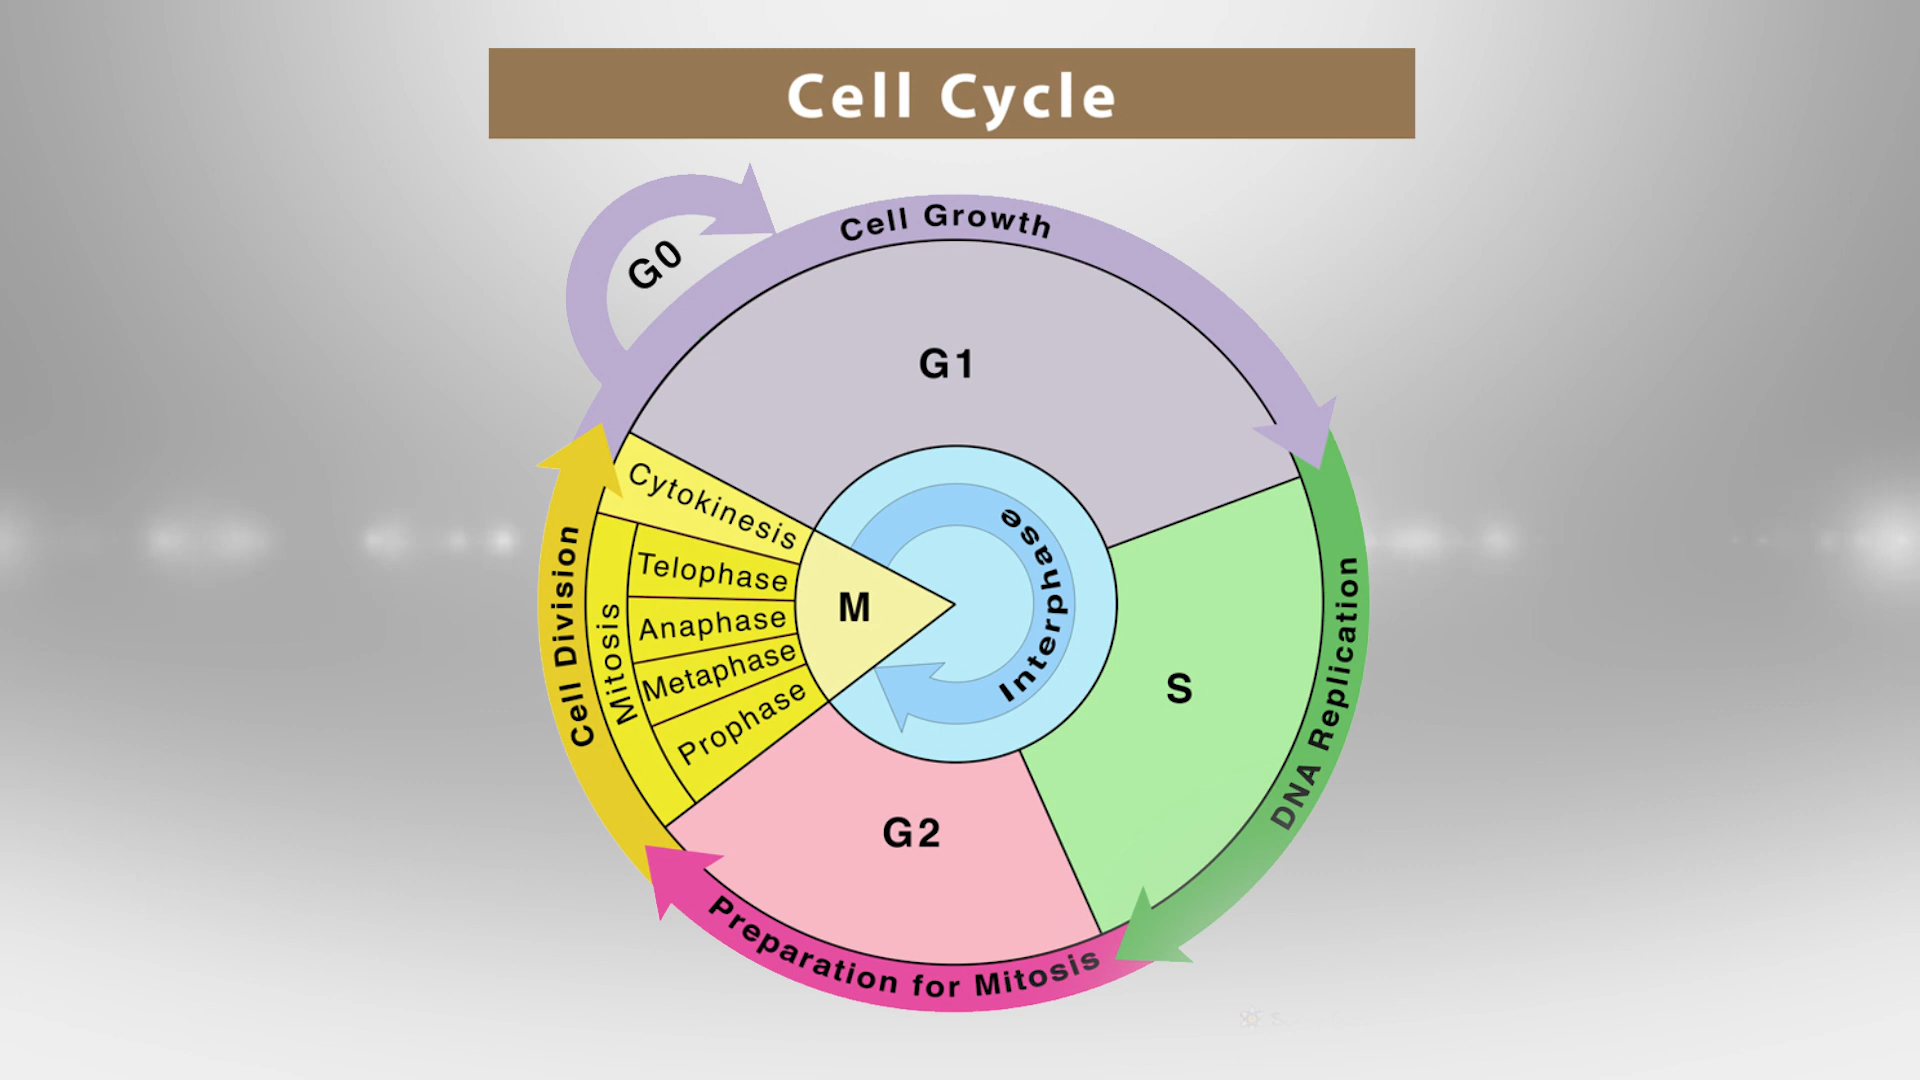 Cell Cycle
G0
Cell Growth
G1
Cytokinesis
Telophase
Anaphase
Metaphase
Prophase
Mitosis
Cell Division
M
Interphase
S
DNA Replication
G2
Preparation for Mitosis